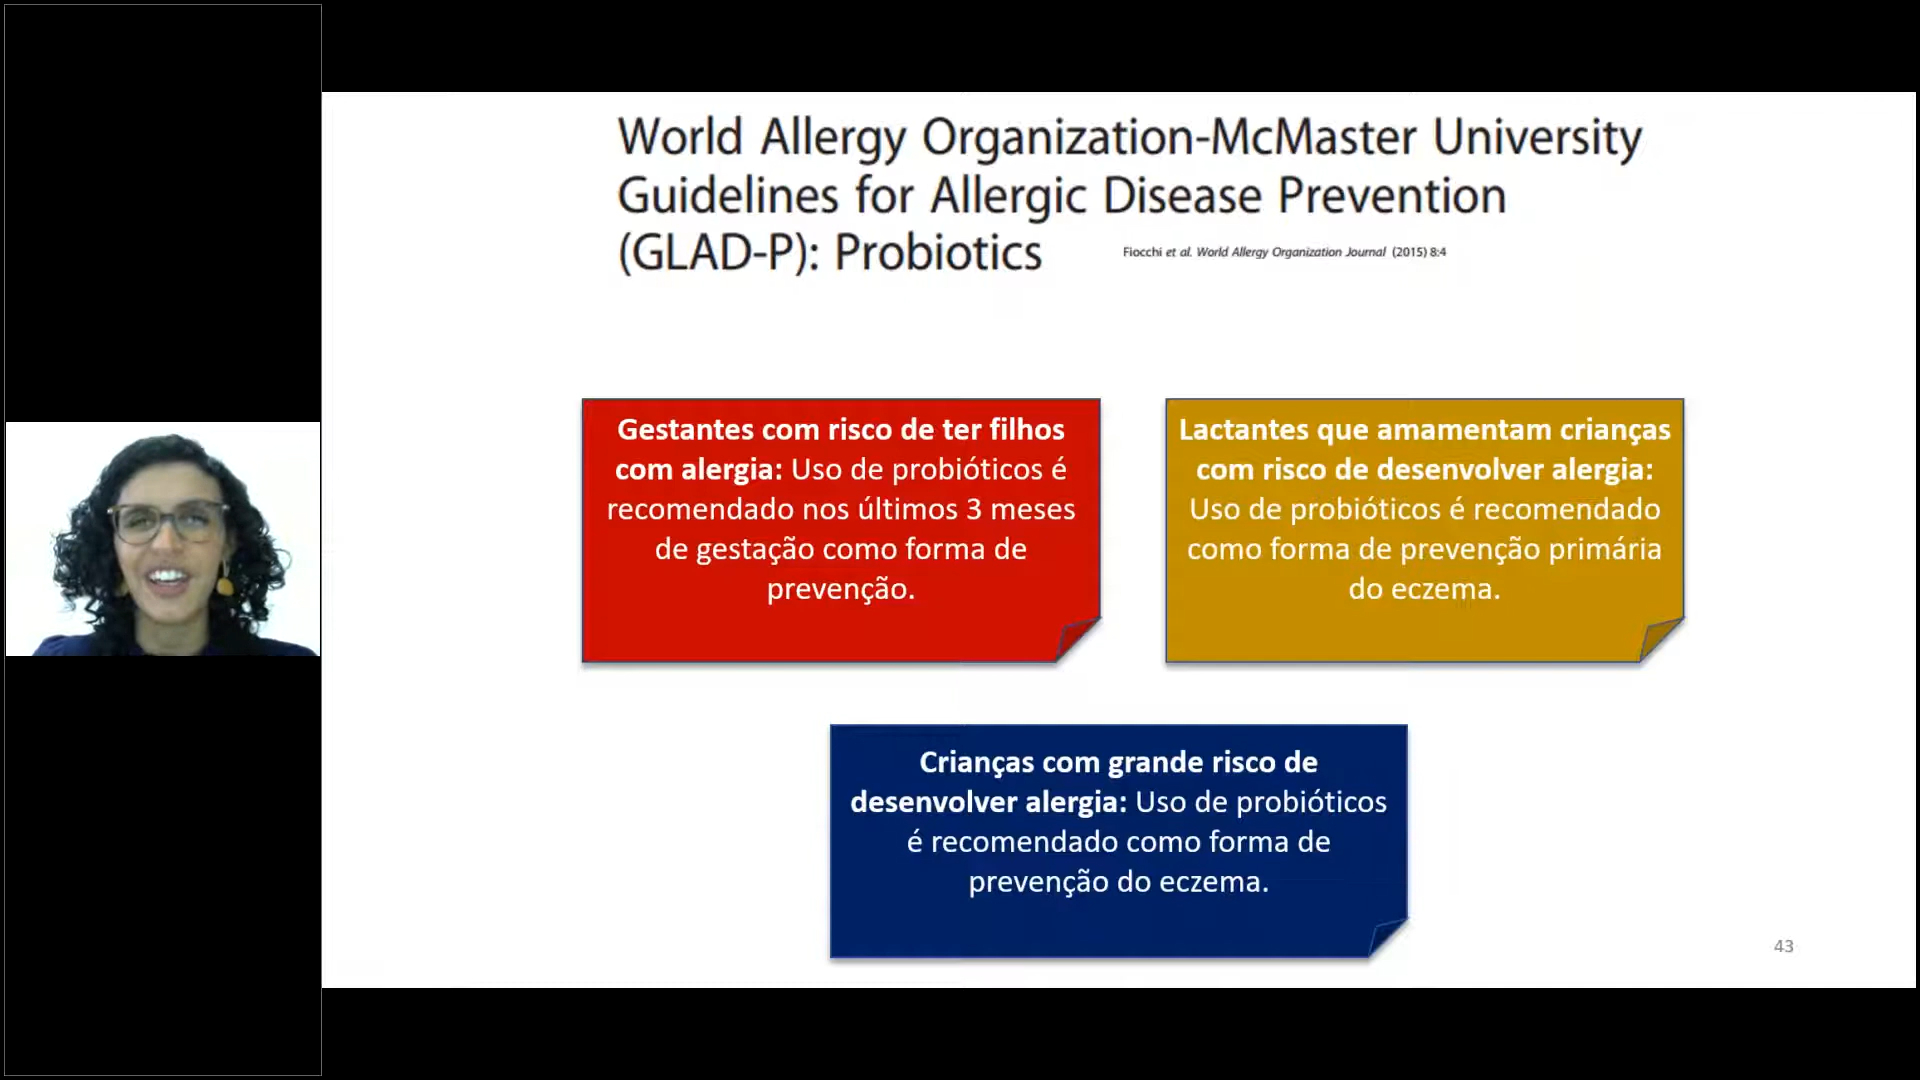 World Allergy Organization-McMaster University
Guidelines for Allergic Disease Prevention
(GLAD-P): Probiotics
Fiocchi et al. World Allergy Organization Journal (2015) 8:4
Gestantes com risco de ter filhos
com alergia: Uso de probióticos é
recomendado nos últimos 3 meses
de gestação como forma de
prevenção.
Lactantes que amamentam crianças
com risco de desenvolver alergia:
Uso de probióticos é recomendado
como forma de prevenção primária
do eczema.
Crianças com grande risco de
desenvolver alergia: Uso de probióticos
é recomendado como forma de
prevenção do eczema.
43